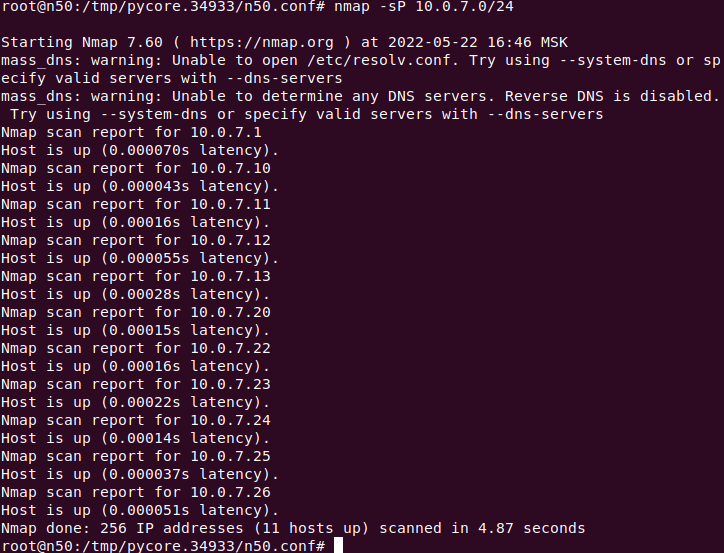 root@n50:/tmp/pycore.34933/n50.conf# nmap -sP 10.0.7.0/24
Starting Nmap 7.60 ( https://nmap.org ) at 2022-05-22 16:46 MSK
mass_dns: warning: Unable to open /etc/resolv.conf. Try using --system-dns or sp
ecify valid servers with --dns-servers
mass_dns: warning: Unable to determine any DNS servers. Reverse DNS is disabled.
 Try using --system-dns or specify valid servers with --dns-servers
Nmap scan report for 10.0.7.1
Host is up (0.000070s latency).
Nmap scan report for 10.0.7.10
Host is up (0.000043s latency).
Nmap scan report for 10.0.7.11
Host is up (0.00016s latency).
Nmap scan report for 10.0.7.12
Host is up (0.000055s latency).
Nmap scan report for 10.0.7.13
Host is up (0.00028s latency).
Nmap scan report for 10.0.7.20
Host is up (0.00015s latency).
Nmap scan report for 10.0.7.22
Host is up (0.00016s latency).
Nmap scan report for 10.0.7.23
Host is up (0.00022s latency).
Nmap scan report for 10.0.7.24
Host is up (0.00014s latency).
Nmap scan report for 10.0.7.25
Host is up (0.000037s latency).
Nmap scan report for 10.0.7.26
Host is up (0.000051s latency).
Nmap done: 256 IP addresses (11 hosts up) scanned in 4.87 seconds
root@n50:/tmp/pycore.34933/n50.conf#